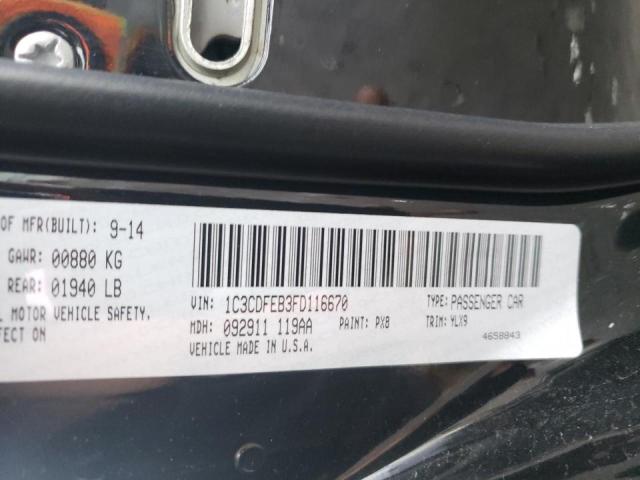 OF MFR(BUILT): 9-14
GAWR: 00880 KG
REAR: 01940 LB
MOTOR VEHICLE SAFETY,
FECT ON
VIN: 1C3CDFEB3FD116670 TYPE: PASSENGER CAR
MDH: 092911 119AA PAINT: PX8 TRIM: YLX9
VEHICLE MADE IN U.S.A. 4658843